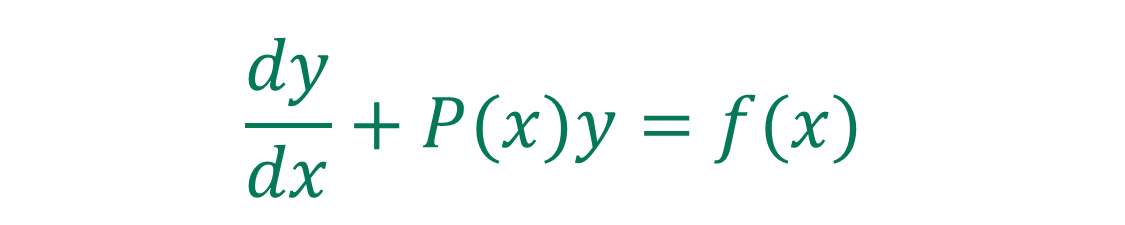 dy/dx + P(x)y = f(x)